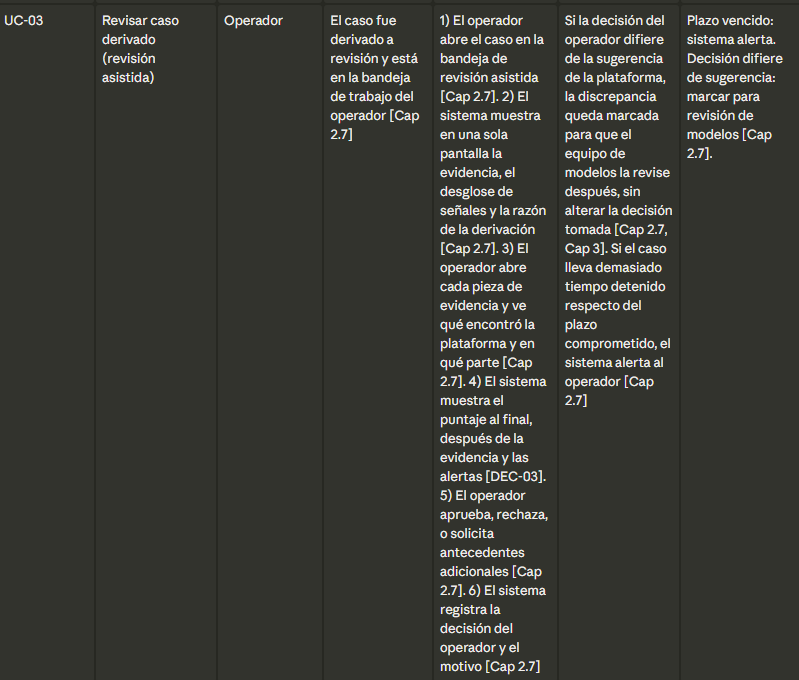 UC-03
Revisar caso
derivado
(revisión
asistida)
Operador
El caso fue
derivado a
revisión y está
en la bandeja
de trabajo del
operador [Cap
2.7]
1) El operador
abre el caso en la
bandeja de
revisión asistida
[Cap 2.7]. 2) El
sistema muestra
en una sola
pantalla la
evidencia, el
desglose de
señales y la razón
de la derivación
[Cap 2.7]. 3) El
operador abre
cada pieza de
evidencia y ve
qué encontró la
plataforma y en
qué parte [Cap
2.7]. 4) El sistema
muestra el
puntaje al final,
después de la
evidencia y las
alertas [DEC-03].
5) El operador
aprueba, rechaza,
o solicita
antecedentes
adicionales [Cap
2.7]. 6) El sistema
registra la
decisión del
operador y el
motivo [Cap 2.7]
Si la decisión del
operador difiere
de la sugerencia
de la plataforma,
la discrepancia
queda marcada
para que el
equipo de
modelos la revise
después, sin
alterar la decisión
tomada [Cap 2.7,
Cap 3]. Si el caso
lleva demasiado
tiempo detenido
respecto del
plazo
comprometido, el
sistema alerta al
operador [Cap
2.7]
Plazo vencido:
sistema alerta.
Decisión difiere
de sugerencia:
marcar para
revisión de
modelos [Cap
2.7].